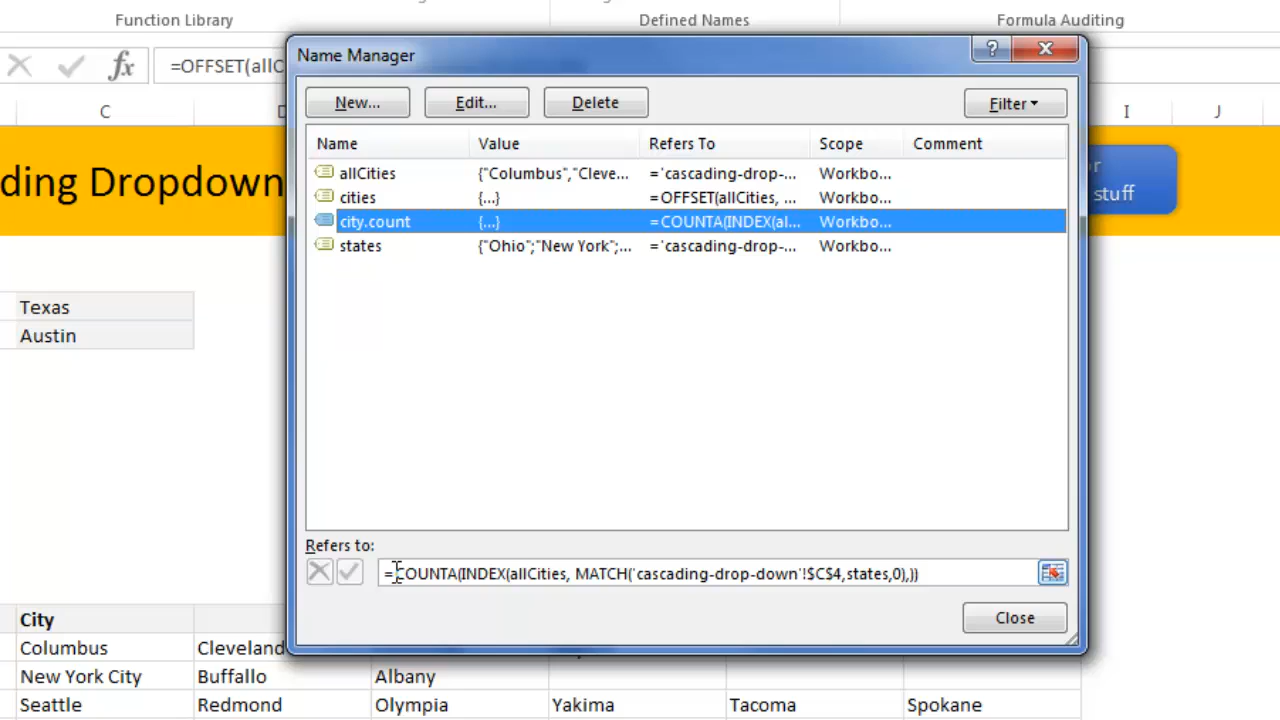 Function Library Defined Names Formula Auditing
fx =OFFSET(allC
Name Manager ?
New... Edit... Delete Filter
Name Value Refers To Scope Comment
allCities {"Columbus","Cleve... ='cascading-drop-... Workbo...
cities {...} =OFFSET(allCities, ... Workbo...
city.count {...} =COUNTA(INDEX(al... Workbo...
states {"Ohio";"New York";... ='cascading-drop-... Workbo...
Refers to:
=COUNTA(INDEX(allCities, MATCH('cascading-drop-down'!$C$4,states,0),))
Close
C D I J
ding Dropdown
stuff
Texas
Austin
City
Columbus Cleveland
New York City Buffallo Albany
Seattle Redmond Olympia Yakima Tacoma Spokane